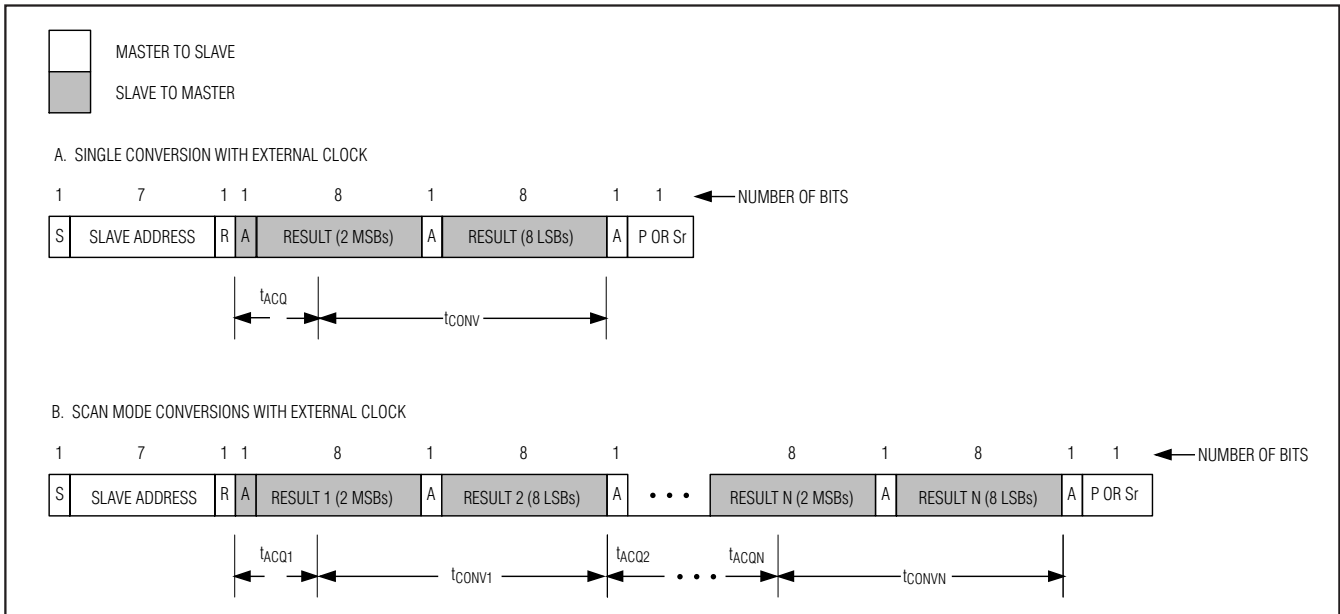 MASTER TO SLAVE
SLAVE TO MASTER
A. SINGLE CONVERSION WITH EXTERNAL CLOCK
1 7 1 1 8 1 8 1 1 NUMBER OF BITS
S SLAVE ADDRESS R A RESULT (2 MSBs) A RESULT (8 LSBs) A P OR Sr
tACQ
tCONV
B. SCAN MODE CONVERSIONS WITH EXTERNAL CLOCK
1 7 1 1 8 1 8 1 8 1 8 1 1 NUMBER OF BITS
S SLAVE ADDRESS R A RESULT 1 (2 MSBs) A RESULT 2 (8 LSBs) A • • • RESULT N (2 MSBs) A RESULT N (8 LSBs) A P OR Sr
tACQ1 tACQ2 tACQN
tCONV1 • • • tCONVN